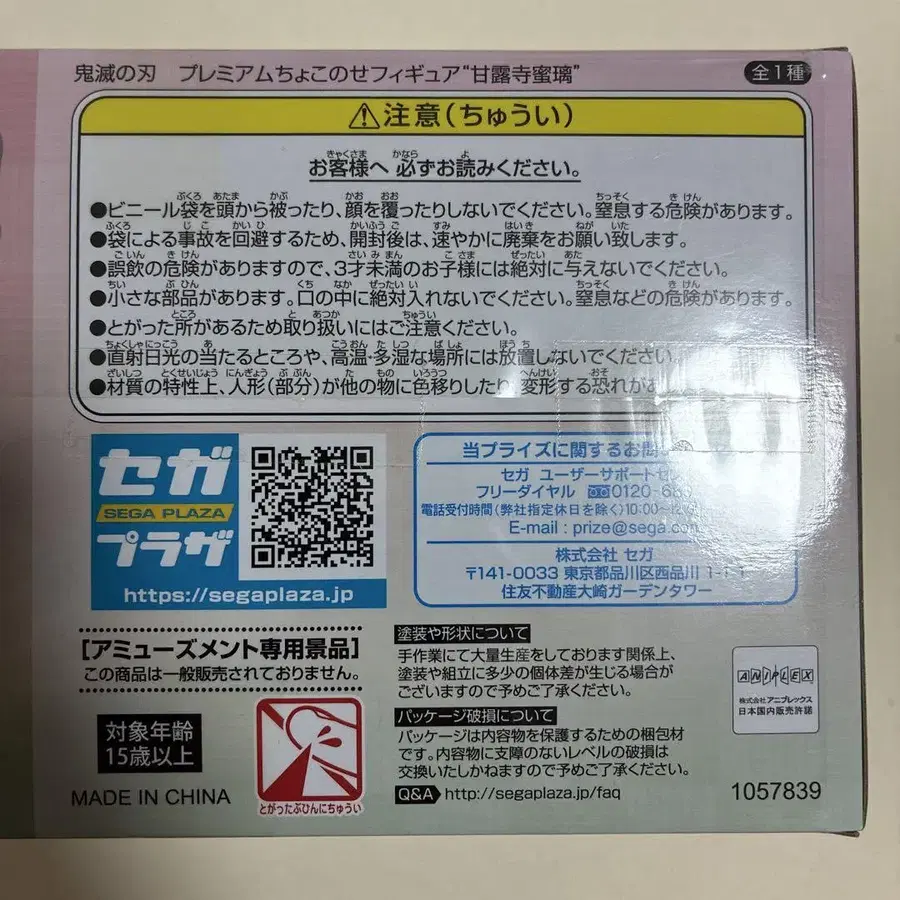 鬼滅の刃 プレミアムちょこのせフィギュア“甘露寺蜜璃”
全1種
⚠注意(ちゅうい)
お客様へ 必ずお読みください。
●ビニール袋を頭から被ったり、顔を覆ったりしないでください。窒息する危険があります。
●袋による事故を回避するため、開封後は、速やかに廃棄をお願い致します。
●誤飲の危険がありますので、3才未満のお子様には絶対に与えないでください。
●小さな部品があります。口の中に絶対入れないでください。窒息などの危険があります。
●とがった所があるため取り扱いにはご注意ください。
●直射日光の当たるところや、高温・多湿な場所には放置しないでください。
●材質の特性上、人形(部分)が他の物に色移りしたり、変形する恐れがあ
セガ
SEGA PLAZA
プラザ
https://segaplaza.jp
当プライズに関するお問
セガ ユーザーサポートセ
フリーダイヤル 0120-6
電話受付時間(弊社指定休日を除く)10:00~1
E-mail : prize@sega.com
株式会社 セガ
〒141-0033 東京都品川区西品川 1-1-1
住友不動産大崎ガーデンタワー
[アミューズメント専用景品]
この商品は一般販売されておりません。
対象年齢
15歳以上
とがったぶひんにちゅうい
MADE IN CHINA
塗装や形状について
手作業にて大量生産をしております関係上、
塗装や組立に多少の個体差が生じる場合が
ございますので予めご了承ください。
パッケージ破損について
パッケージは内容物を保護するための梱包材
です。内容物に支障のないレベルの破損は
交換いたしかねますので予めご了承ください。
Q&A http://segaplaza.jp/faq
ANIPLEX
株式会社 アニプレックス
日本国内販売許諾
1057839